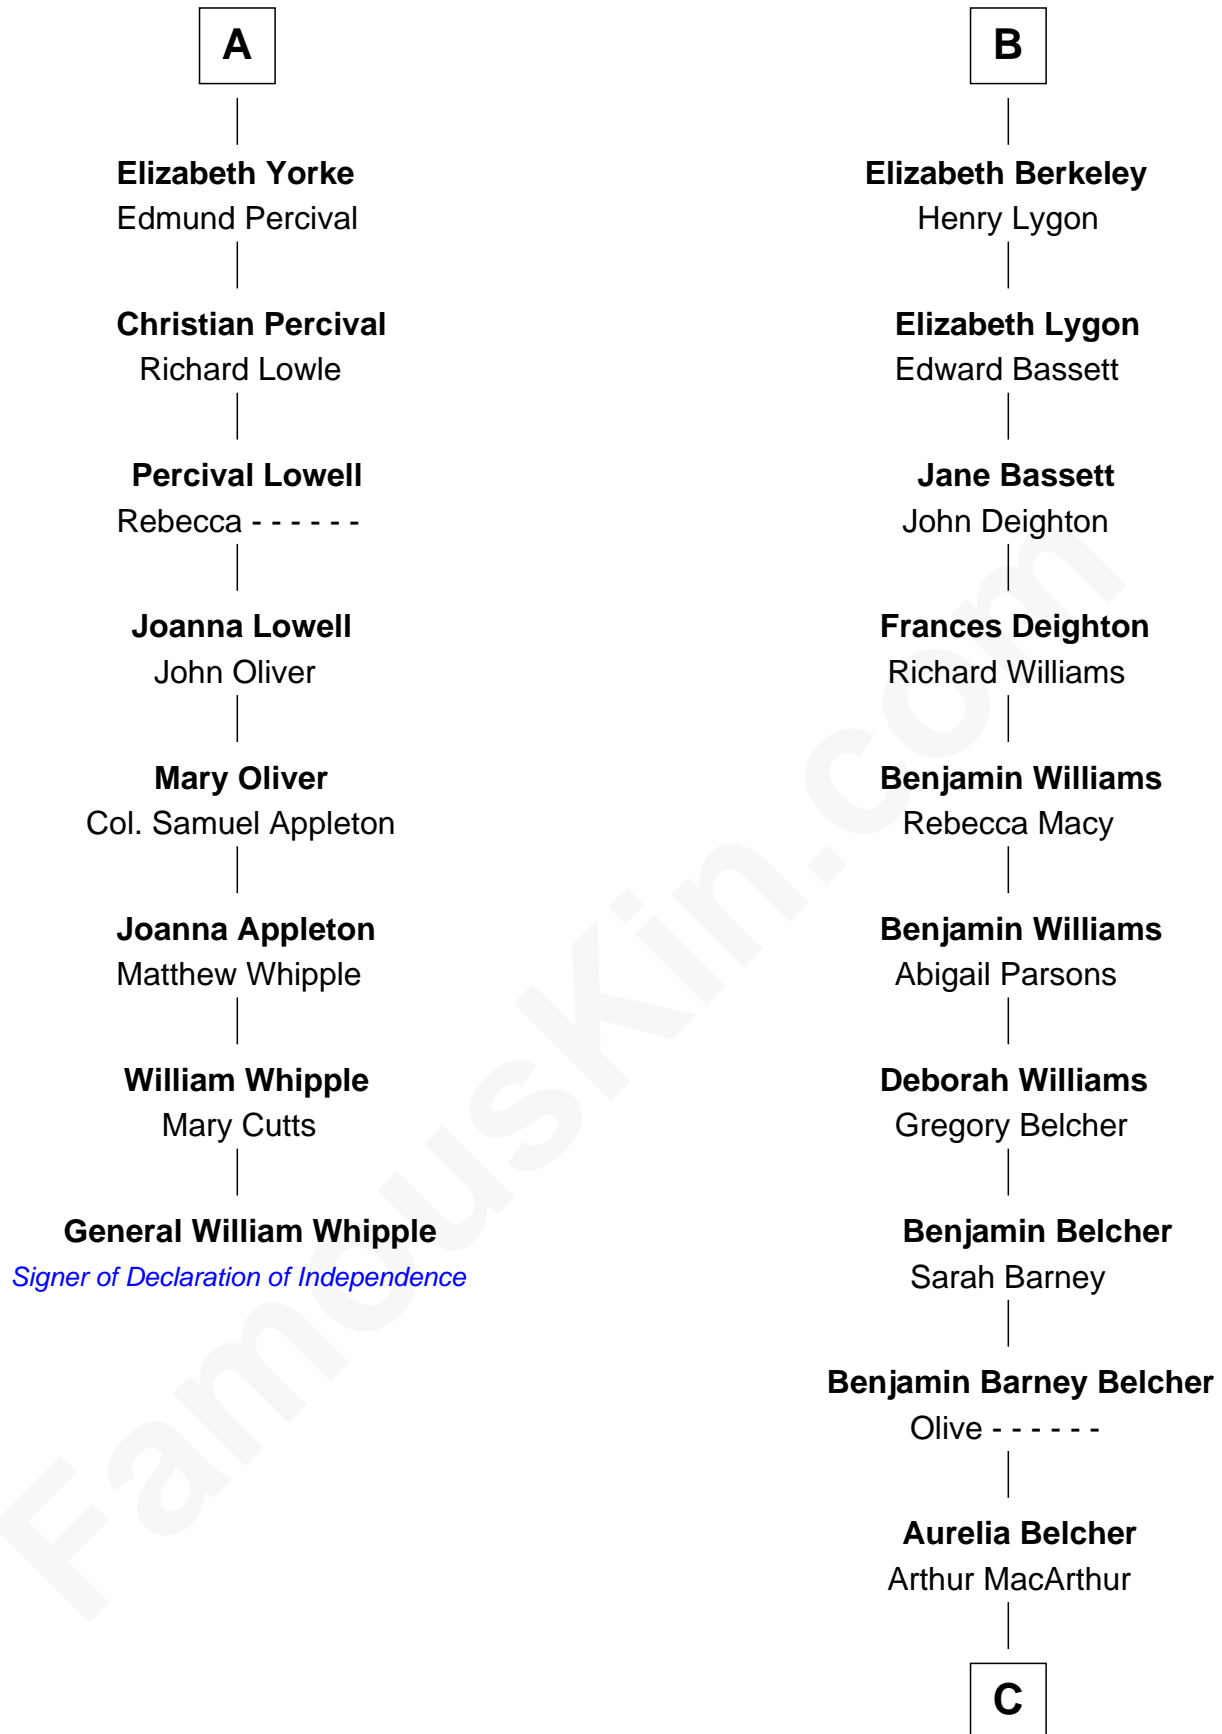 A
Elizabeth Yorke
Edmund Percival
Christian Percival
Richard Lowle
Percival Lowell
Rebecca - - - - - -
Joanna Lowell
John Oliver
Mary Oliver
Col. Samuel Appleton
Joanna Appleton
Matthew Whipple
William Whipple
Mary Cutts
General William Whipple
Signer of Declaration of Independence
B
Elizabeth Berkeley
Henry Lygon
Elizabeth Lygon
Edward Bassett
Jane Bassett
John Deighton
Frances Deighton
Richard Williams
Benjamin Williams
Rebecca Macy
Benjamin Williams
Abigail Parsons
Deborah Williams
Gregory Belcher
Benjamin Belcher
Sarah Barney
Benjamin Barney Belcher
Olive - - - - - -
Aurelia Belcher
Arthur MacArthur
C
FamousKin.com